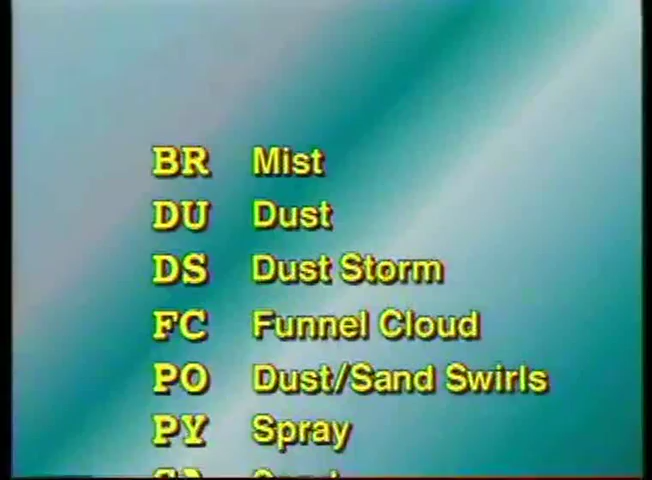 BR Mist
DU Dust
DS Dust Storm
FC Funnel Cloud
PO Dust/Sand Swirls
PY Spray